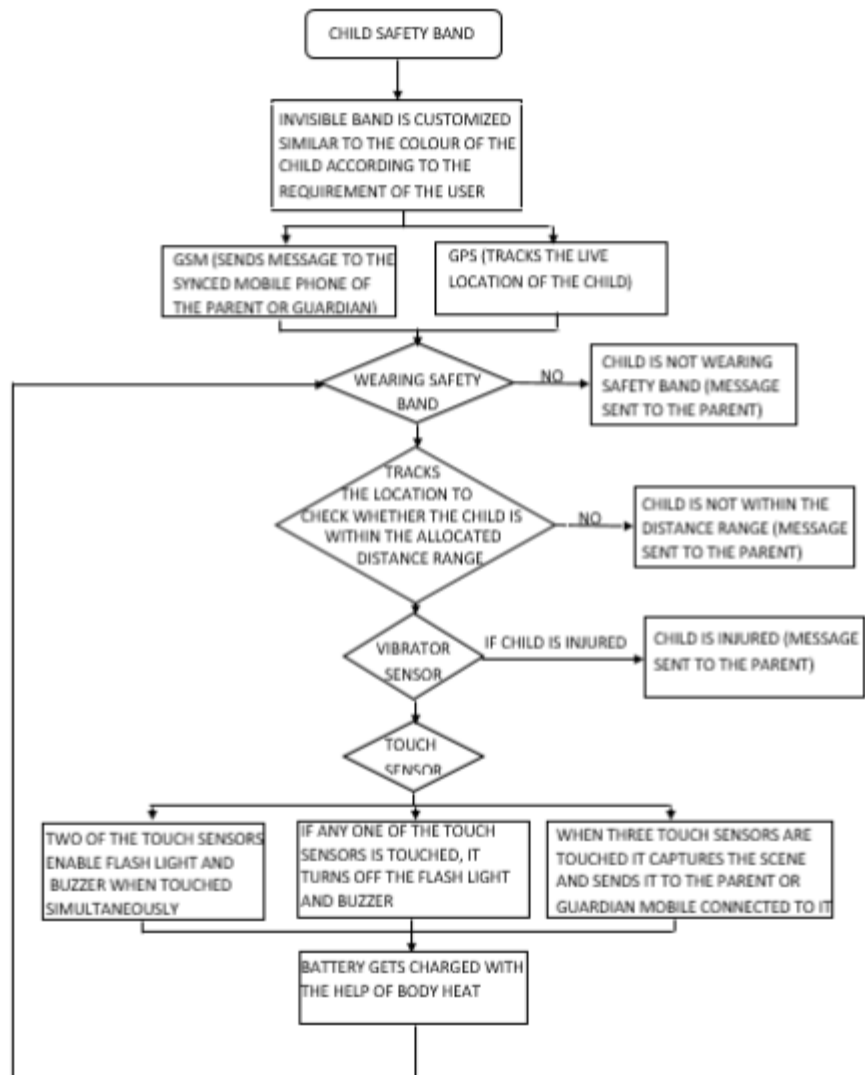 CHILD SAFETY BAND
INVISIBLE BAND IS CUSTOMIZED
SIMILAR TO THE COLOUR OF THE
CHILD ACCORDING TO THE
REQUIREMENT OF THE USER
GSM (SENDS MESSAGE TO THE
SYNCED MOBILE PHONE OF
THE PARENT OR GUARDIAN)
GPS (TRACKS THE LIVE
LOCATION OF THE CHILD)
WEARING SAFETY
BAND
NO
CHILD IS NOT WEARING
SAFETY BAND (MESSAGE
SENT TO THE PARENT)
TRACKS
THE LOCATION TO
CHECK WHETHER THE CHILD IS
WITHIN THE ALLOCATED
DISTANCE RANGE
NO
CHILD IS NOT WITHIN THE
DISTANCE RANGE (MESSAGE
SENT TO THE PARENT)
VIBRATOR
SENSOR
IF CHILD IS INJURED
CHILD IS INJURED (MESSAGE
SENT TO THE PARENT)
TOUCH
SENSOR
TWO OF THE TOUCH SENSORS
ENABLE FLASH LIGHT AND
BUZZER WHEN TOUCHED
SIMULTANEOUSLY
IF ANY ONE OF THE TOUCH
SENSORS IS TOUCHED, IT
TURNS OFF THE FLASH LIGHT
AND BUZZER
WHEN THREE TOUCH SENSORS ARE
TOUCHED IT CAPTURES THE SCENE
AND SENDS IT TO THE PARENT OR
GUARDIAN MOBILE CONNECTED TO IT
BATTERY GETS CHARGED WITH
THE HELP OF BODY HEAT